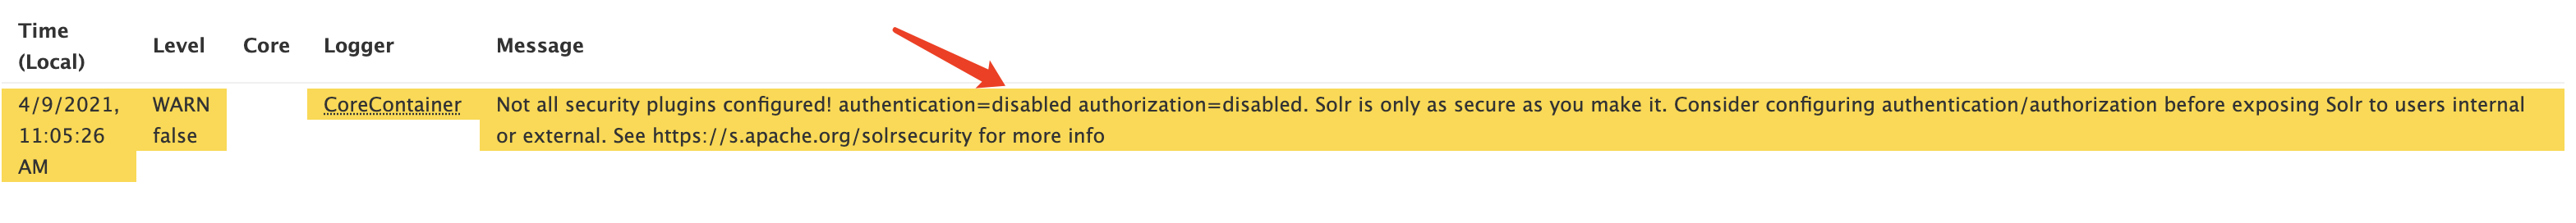 Time
(Local)
Level
Core
Logger
Message
4/9/2021,
11:05:26
AM
WARN
false
CoreContainer
Not all security plugins configured! authentication=disabled authorization=disabled. Solr is only as secure as you make it. Consider configuring authentication/authorization before exposing Solr to users internal
or external. See https://s.apache.org/solrsecurity for more info